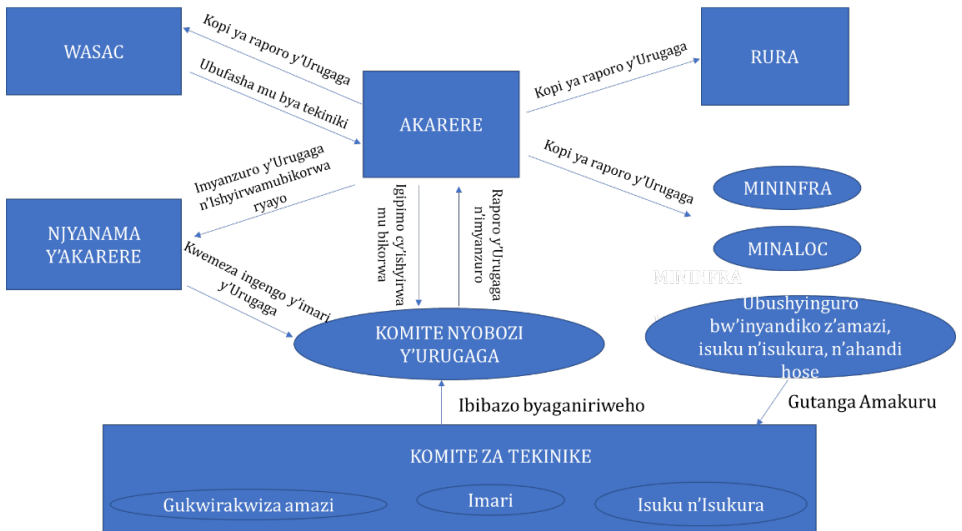 WASAC
Kopi ya raporo y'Urugaga
Ubufasha mu bya tekiniki
AKARERE
Kopi ya raporo y'Urugaga
RURA
Kopi ya raporo y'Urugaga
MININFRA
MINALOC
MININFRA
Ubushyinguro
bw'inyandiko z'amazi,
isuku n'isukura, n'ahandi
hose
Imyanzuro y'Urugaga
n'Ishyirwamubikorwa
ryayo
NJYANAMA
Y'AKARERE
Kwemeza ingengo y'imari
y'Urugaga
Igipimo cy'ishyirwa
mu bikorwa
Raporo y'Urugaga
n'imyanzuro
KOMITE NYOBOZI
Y'URUGAGA
Ibibazo byaganiriweho
Gutanga Amakuru
KOMITE ZA TEKINIKE
Gukwirakwiza amazi
Imari
Isuku n'Isukura